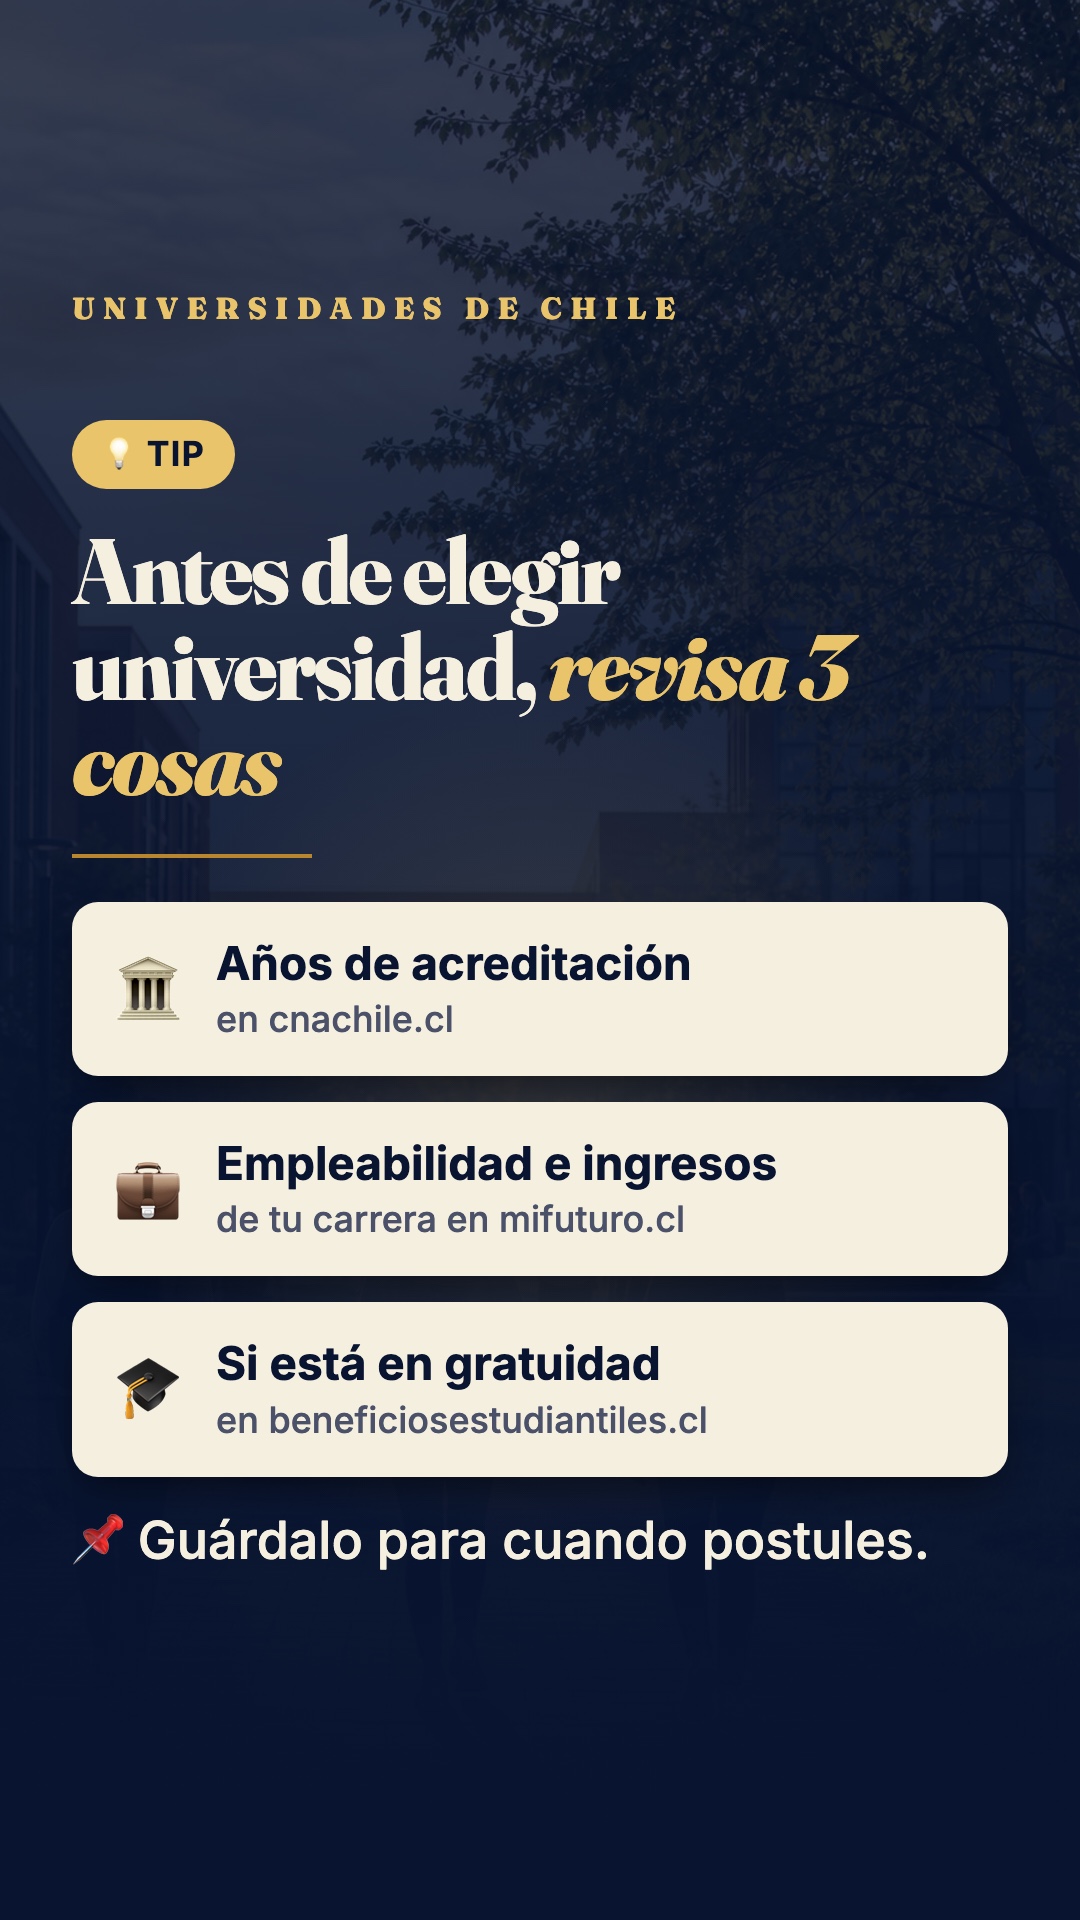 UNIVERSIDADES DE CHILE
💡 TIP
Antes de elegir
universidad, revisa 3
cosas
Años de acreditación
en cnachile.cl
Empleabilidad e ingresos
de tu carrera en mifuturo.cl
Si está en gratuidad
en beneficiosestudiantiles.cl
📌 Guárdalo para cuando postules.